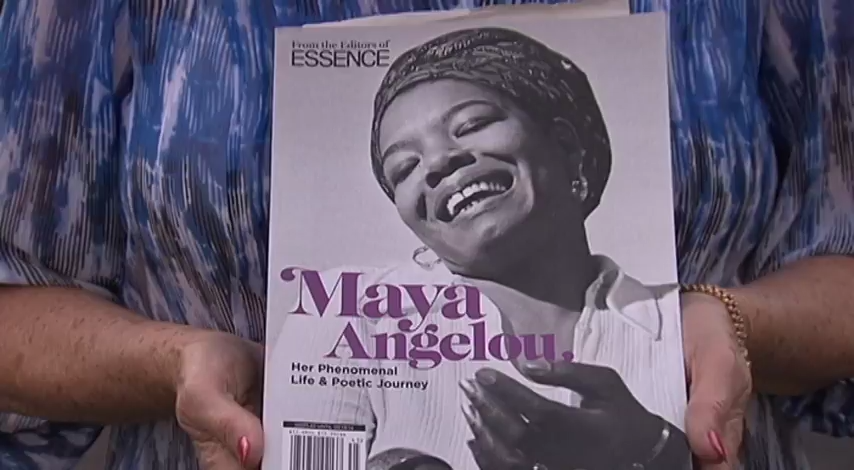 From the Editors of
ESSENCE
Maya
Angelou,
Her Phenomenal
Life & Poetic Journey